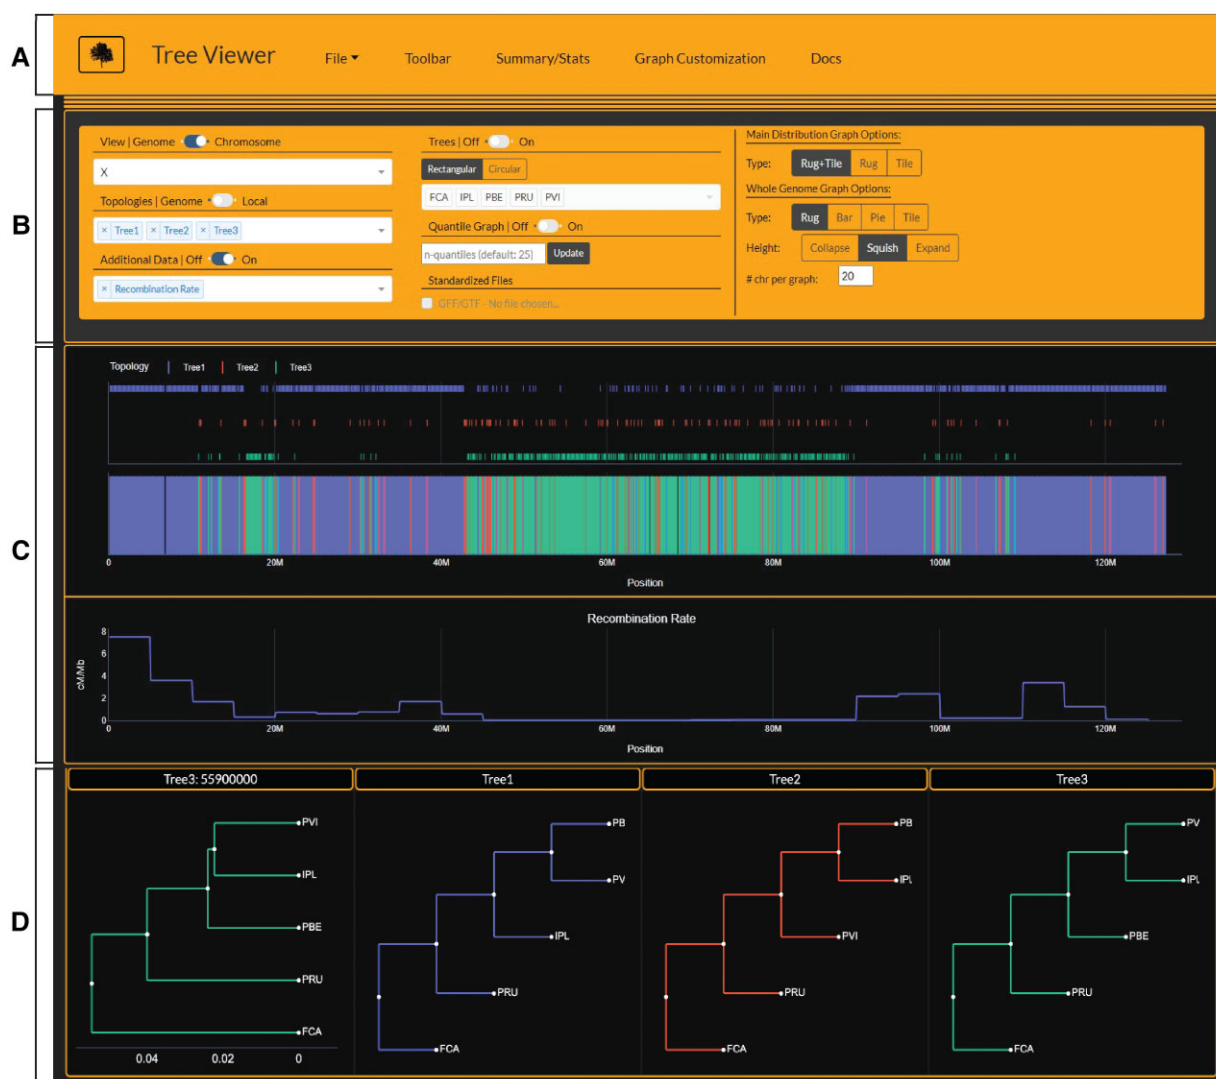 A
Tree Viewer File Toolbar Summary/Stats Graph Customization Docs
B
View | Genome Chromosome
X
Topologies | Genome Local
× Tree1 × Tree2 × Tree3
Additional Data | Off On
× Recombination Rate
Trees | Off On
Rectangular Circular
FCA IPL PBE PRU PVI
Quantile Graph | Off On
n-quantiles (default: 25) Update
Standardized Files
GFF/GTF - No file chosen...
Main Distribution Graph Options:
Type: Rug+Tile Rug Tile
Whole Genome Graph Options:
Type: Rug Bar Pie Tile
Height: Collapse Squish Expand
# chr per graph: 20
C
Topology Tree1 Tree2 Tree3
0 20M 40M 60M 80M 100M 120M
Position
Recombination Rate
cM/Mb
8
6
4
2
0
0 20M 40M 60M 80M 100M 120M
Position
D
Tree3: 55900000
PVI
IPL
PBE
PRU
FCA
0.04 0.02 0
Tree1
PB
PV
IPL
PRU
FCA
Tree2
PB
IPL
PVI
PRU
FCA
Tree3
PV
IPL
PBE
PRU
FCA